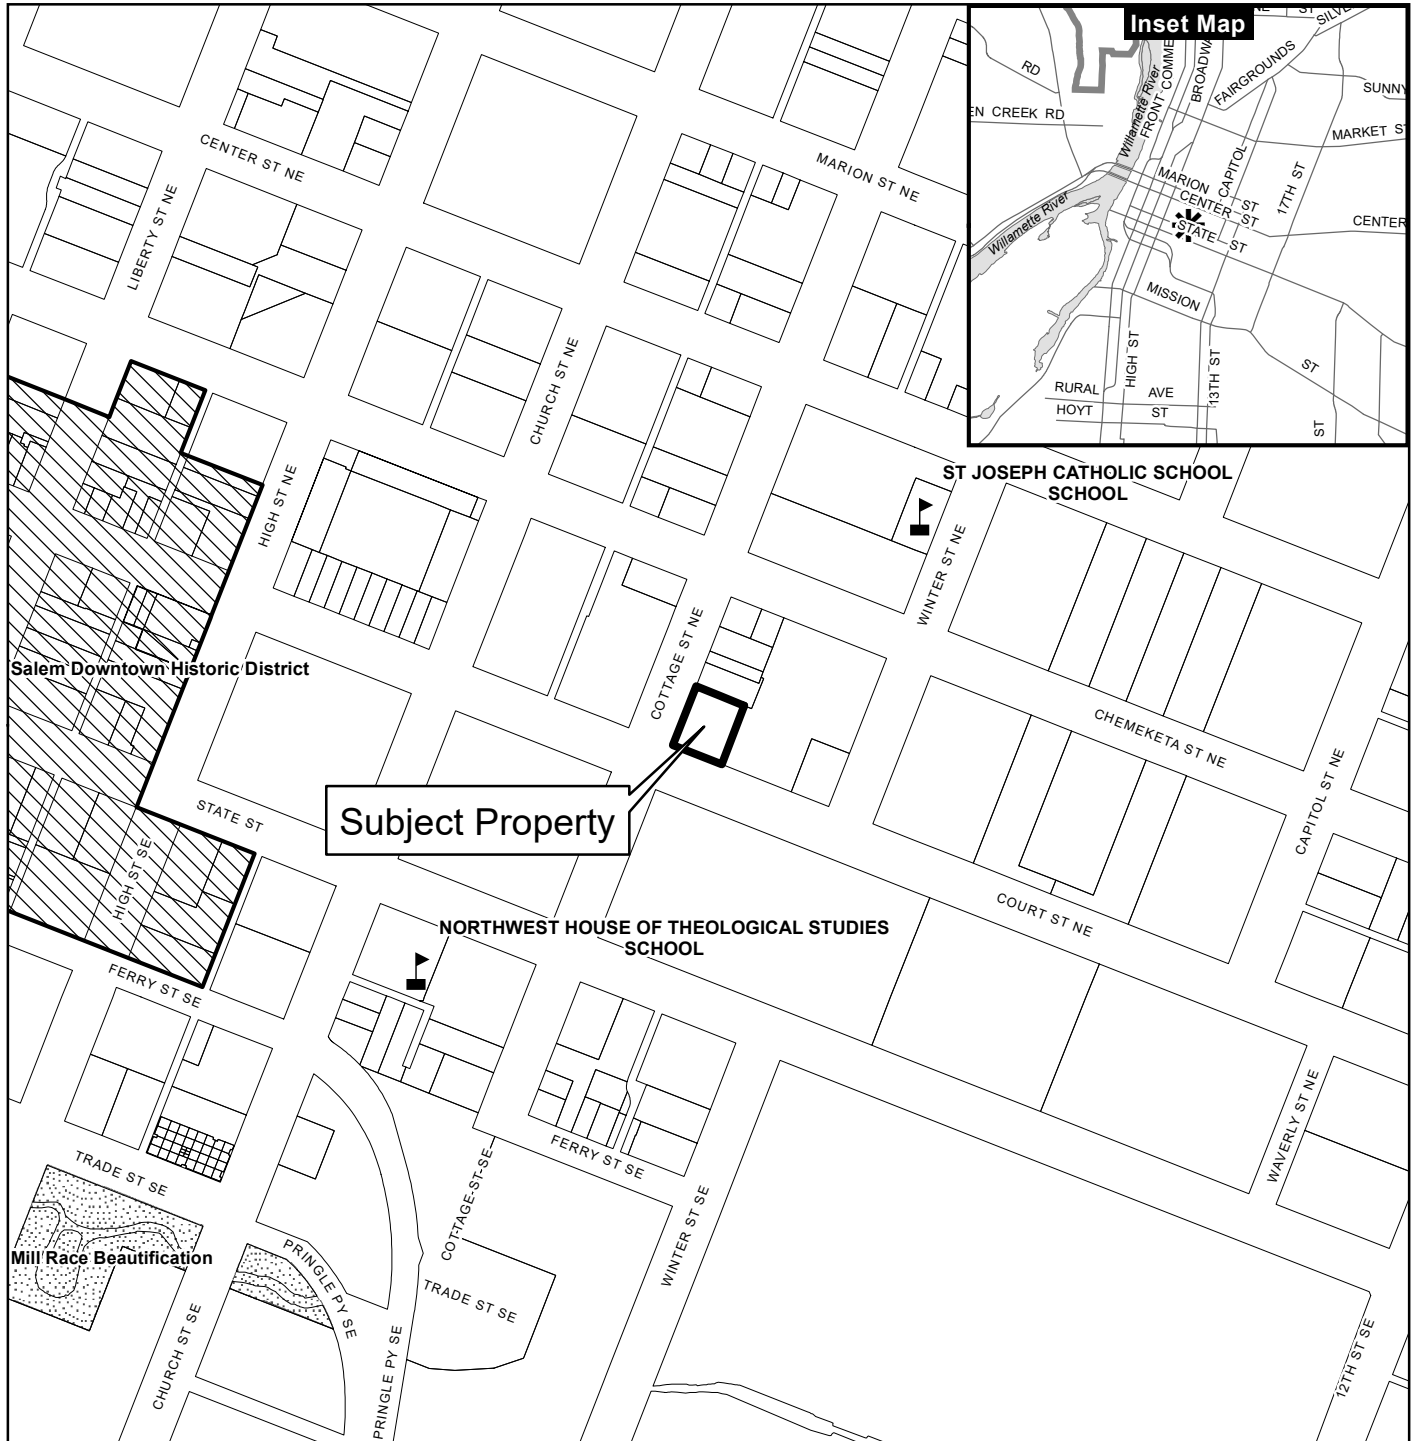 Inset Map
ST
SILVE
RD
FRONT
COMME
BROADWA
FAIRGROUNDS
SUNNY
EN CREEK RD
Willamette River
MARKET ST
CAPITOL
17TH ST
MARION ST
CENTER ST
CENTER
STATE ST
Willamette River
MISSION
ST
HIGH ST
13TH ST
RURAL AVE
HOYT ST
ST
CENTER ST NE
MARION ST NE
LIBERTY ST NE
CHURCH ST NE
HIGH ST NE
ST JOSEPH CATHOLIC SCHOOL
SCHOOL
WINTER ST NE
COTTAGE ST NE
Salem Downtown Historic District
CHEMEKETA ST NE
CAPITOL ST NE
STATE ST
Subject Property
HIGH ST SE
COURT ST NE
NORTHWEST HOUSE OF THEOLOGICAL STUDIES
SCHOOL
FERRY ST SE
WAVERLY ST NE
FERRY ST SE
TRADE ST SE
COTTAGE-ST-SE
WINTER ST SE
Mill Race Beautification
PRINGLE PY SE
TRADE ST SE
CHURCH ST SE
PRINGLE PY SE
12TH ST SE